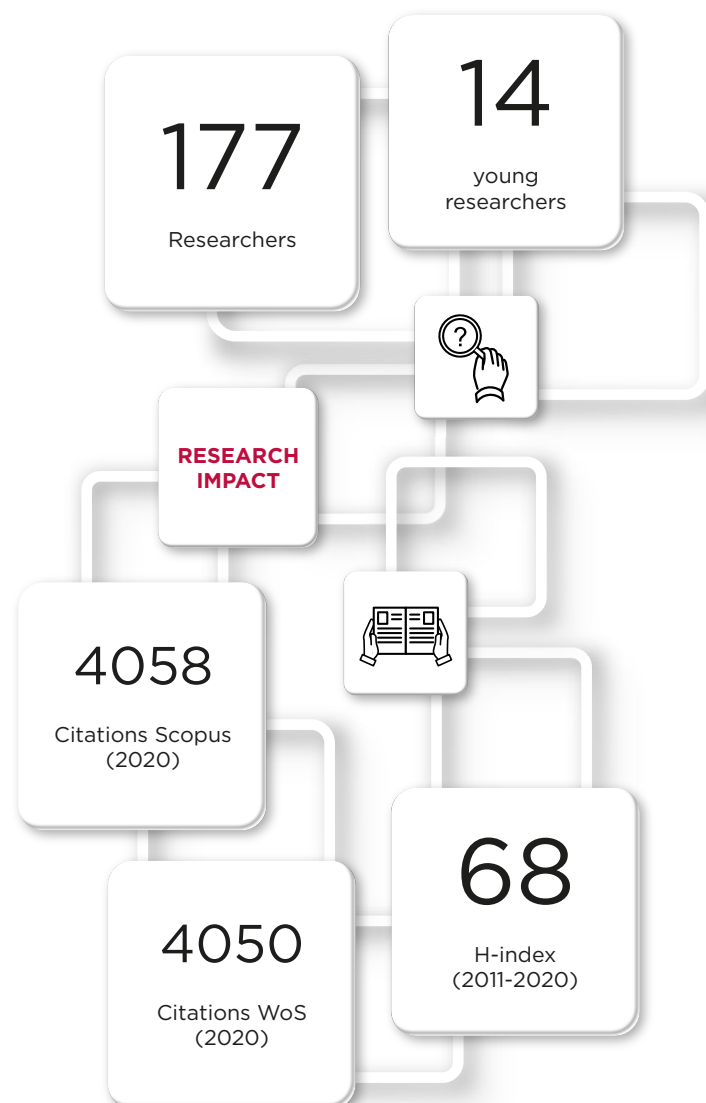 177
Researchers
14
young
researchers
?
RESEARCH
IMPACT
4058
Citations Scopus
(2020)
4050
Citations WoS
(2020)
68
H-index
(2011-2020)